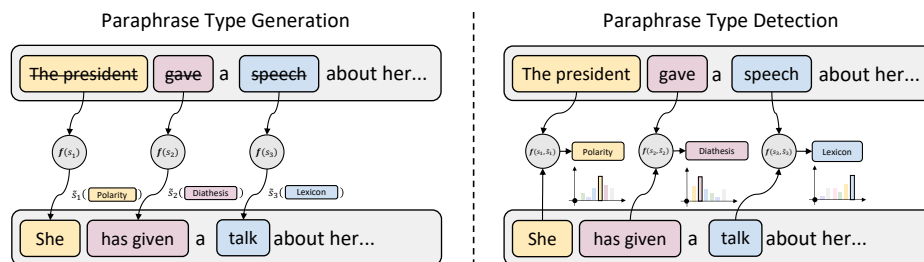 Paraphrase Type Generation
The president gave a speech about her...
f(s₁) f(s₂) f(s₃)
s̃₁( Polarity ) s̃₂( Diathesis ) s̃₃( Lexicon )
She has given a talk about her...
Paraphrase Type Detection
The president gave a speech about her...
f(s₁, s̃₁) Polarity f(s₂, s̃₂) Diathesis f(s₃, s̃₃) Lexicon
She has given a talk about her...